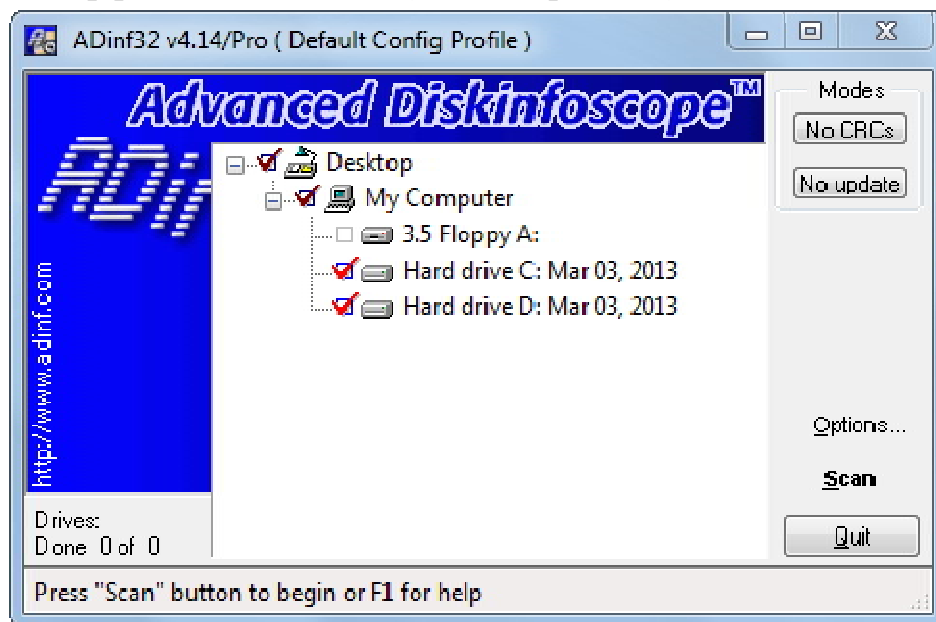 ADinf32 v4.14/Pro ( Default Config Profile )
Advanced Diskinfoscope™
Modes
No CRCs
No update
ADin
http://www.adinf.com
Desktop
My Computer
3.5 Floppy A:
Hard drive C: Mar 03, 2013
Hard drive D: Mar 03, 2013
Options...
Scan
Quit
Drives:
Done 0 of 0
Press "Scan" button to begin or F1 for help